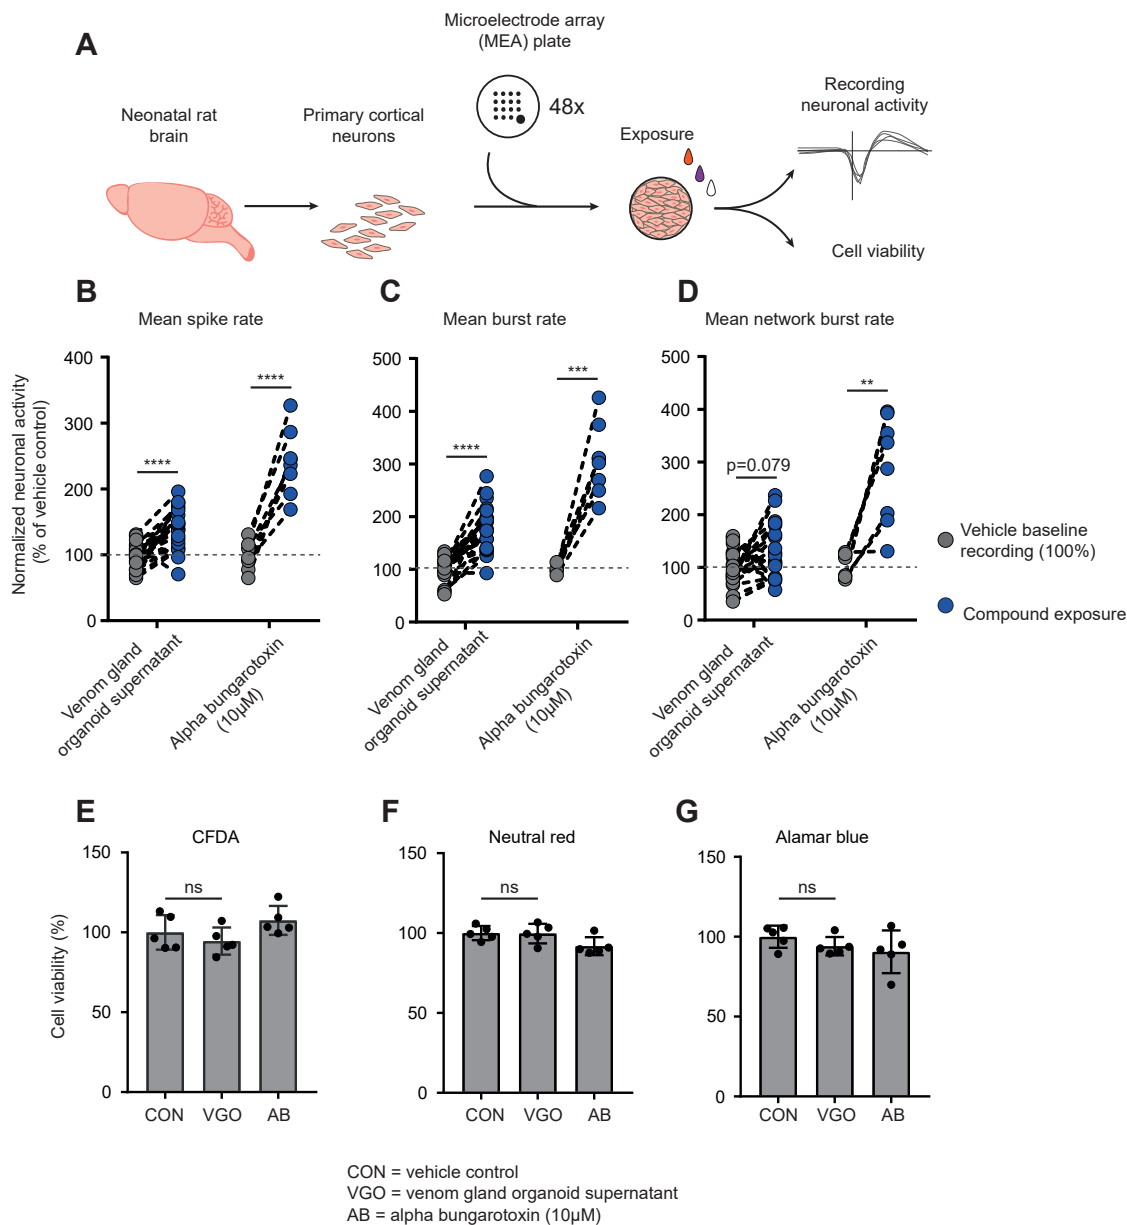 A
Microelectrode array
(MEA) plate
48x
Neonatal rat
brain
Primary cortical
neurons
Exposure
Recording
neuronal activity
Cell viability
B
Mean spike rate
Normalized neuronal activity
(% of vehicle control)
400
300
200
100
0
****
****
Venom gland
organoid supernatant
Alpha bungarotoxin
(10µM)
C
Mean burst rate
500
400
300
200
100
0
****
***
Venom gland
organoid supernatant
Alpha bungarotoxin
(10µM)
D
Mean network burst rate
500
400
300
200
100
0
p=0.079
**
Venom gland
organoid supernatant
Alpha bungarotoxin
(10µM)
Vehicle baseline
recording (100%)
Compound exposure
E
CFDA
Cell viability (%)
150
100
50
0
ns
CON VGO AB
F
Neutral red
150
100
50
0
ns
CON VGO AB
G
Alamar blue
150
100
50
0
ns
CON VGO AB
CON = vehicle control
VGO = venom gland organoid supernatant
AB = alpha bungarotoxin (10µM)